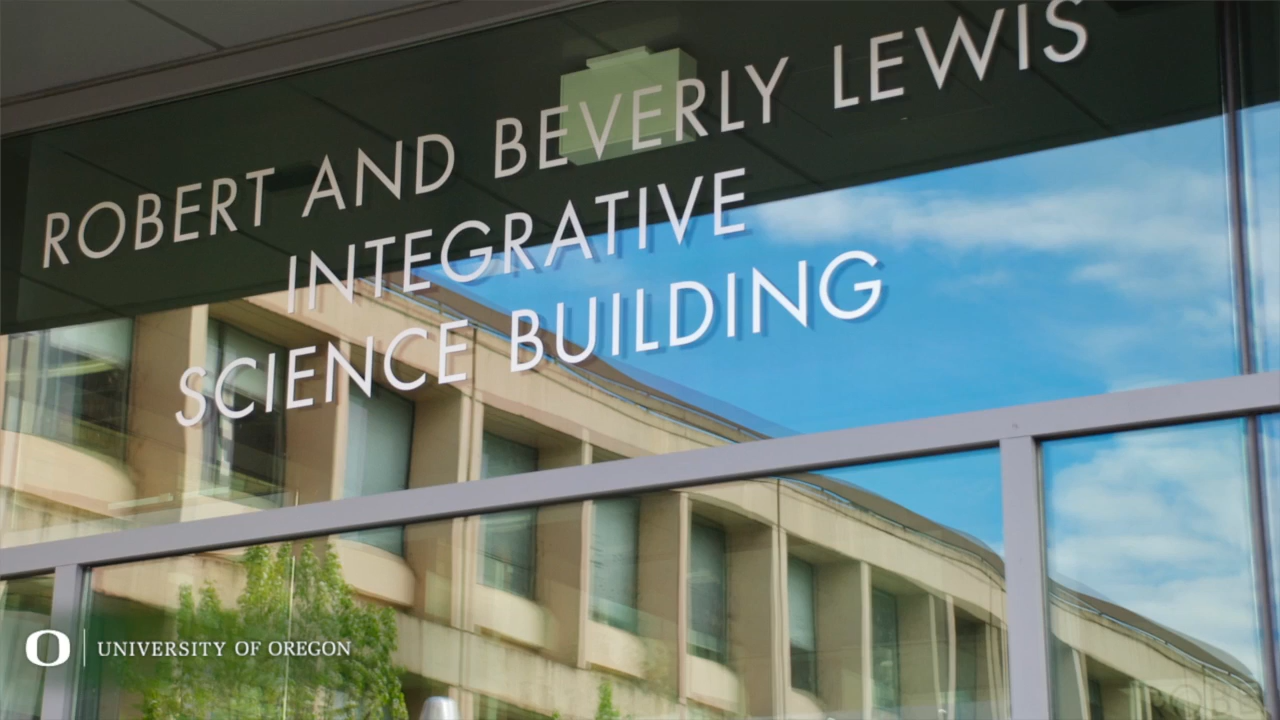 ROBERT AND BEVERLY LEWIS
INTEGRATIVE
SCIENCE BUILDING
O UNIVERSITY OF OREGON